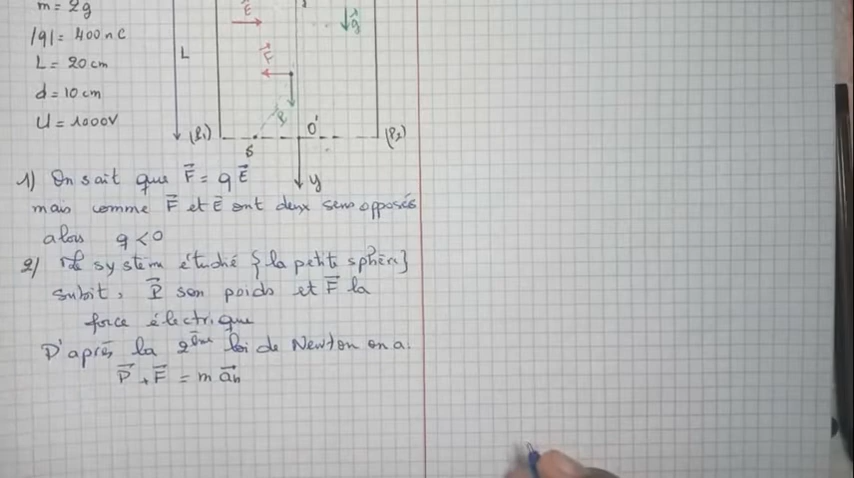 m = 2g
|q| = 400 nC
L = 20 cm
d = 10 cm
U = 1000V
L
E
g
F
P
(P1)
(P2)
S
O'
y
1) On sait que F⃗ = q E⃗
mais comme F⃗ et E⃗ ont deux sens opposés
alors q < 0
2) Le système étudié {la petite sphère}
subit, P⃗ son poids et F⃗ la
force électrique
D'après la 2ème loi de Newton on a:
P⃗ + F⃗ = m a⃗